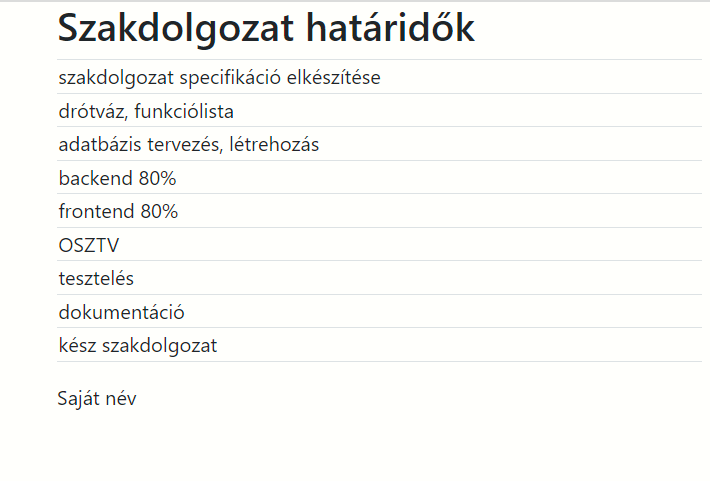 Szakdolgozat határidők
szakdolgozat specifikáció elkészítése
drótváz, funkciólista
adatbázis tervezés, létrehozás
backend 80%
frontend 80%
OSZTV
tesztelés
dokumentáció
kész szakdolgozat
Saját név